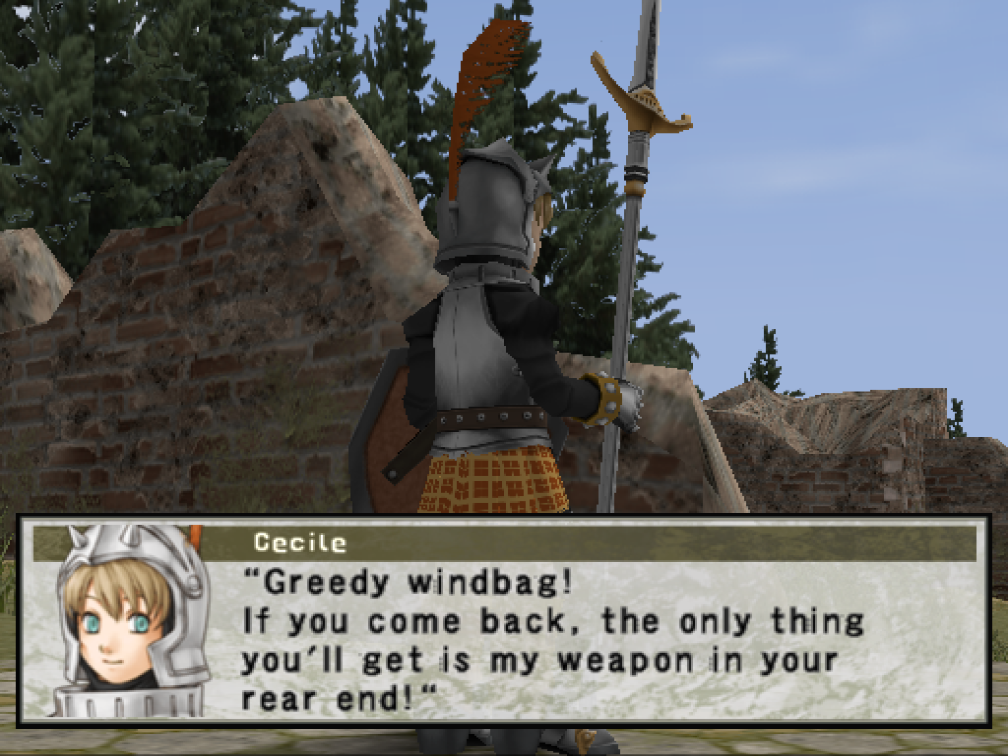 Cecile
“Greedy windbag!
If you come back, the only thing
you'll get is my weapon in your
rear end!“